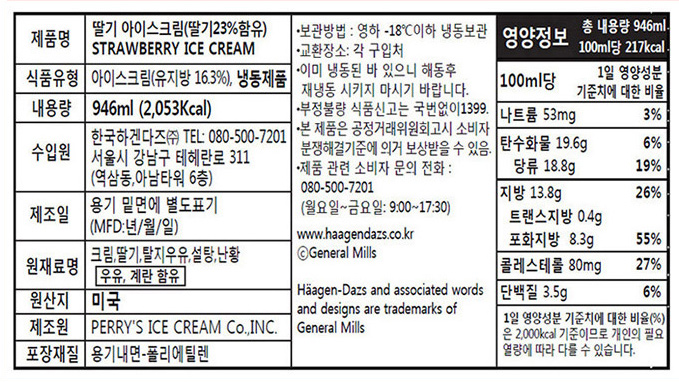 제품명
딸기 아이스크림(딸기23%함유)
STRAWBERRY ICE CREAM
식품유형
아이스크림(유지방 16.3%), 냉동제품
내용량
946ml (2,053Kcal)
수입원
한국하겐다즈㈜ TEL: 080-500-7201
서울시 강남구 테헤란로 311
(역삼동,아남타워 6층)
제조일
용기 밑면에 별도표기
(MFD:년/월/일)
원재료명
크림,딸기,탈지우유,설탕,난황
우유, 계란 함유
원산지
미국
제조원
PERRY'S ICE CREAM Co.,INC.
포장재질
용기내면-폴리에틸렌
•보관방법 : 영하 -18℃이하 냉동보관
•교환장소: 각 구입처
•이미 냉동된 바 있으니 해동후
재냉동 시키지 마시기 바랍니다.
•부정불량 식품신고는 국번없이1399.
•본 제품은 공정거래위원회고시 소비자
분쟁해결기준에 의거 보상받을 수 있음.
•제품 관련 소비자 문의 전화 :
080-500-7201
(월요일~금요일: 9:00~17:30)
www.haagendazs.co.kr
ⓒGeneral Mills
Häagen-Dazs and associated words
and designs are trademarks of
General Mills
영양정보
총 내용량 946ml
100ml당 217kcal
100ml당
1일 영양성분
기준치에 대한 비율
나트륨 53mg 3%
탄수화물 19.6g 6%
당류 18.8g 19%
지방 13.8g 26%
트랜스지방 0.4g
포화지방 8.3g 55%
콜레스테롤 80mg 27%
단백질 3.5g 6%
1일 영양성분 기준치에 대한 비율(%)
은 2,000kcal 기준이므로 개인의 필요
열량에 따라 다를 수 있습니다.